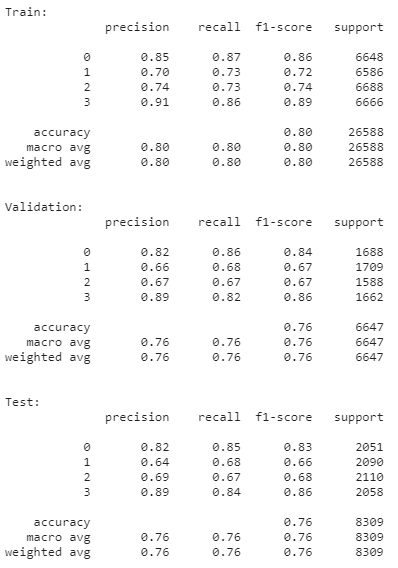 Train:
precision recall f1-score support
0 0.85 0.87 0.86 6648
1 0.70 0.73 0.72 6586
2 0.74 0.73 0.74 6688
3 0.91 0.86 0.89 6666
accuracy 0.80 26588
macro avg 0.80 0.80 0.80 26588
weighted avg 0.80 0.80 0.80 26588
Validation:
precision recall f1-score support
0 0.82 0.86 0.84 1688
1 0.66 0.68 0.67 1709
2 0.67 0.67 0.67 1588
3 0.89 0.82 0.86 1662
accuracy 0.76 6647
macro avg 0.76 0.76 0.76 6647
weighted avg 0.76 0.76 0.76 6647
Test:
precision recall f1-score support
0 0.82 0.85 0.83 2051
1 0.64 0.68 0.66 2090
2 0.69 0.67 0.68 2110
3 0.89 0.84 0.86 2058
accuracy 0.76 8309
macro avg 0.76 0.76 0.76 8309
weighted avg 0.76 0.76 0.76 8309